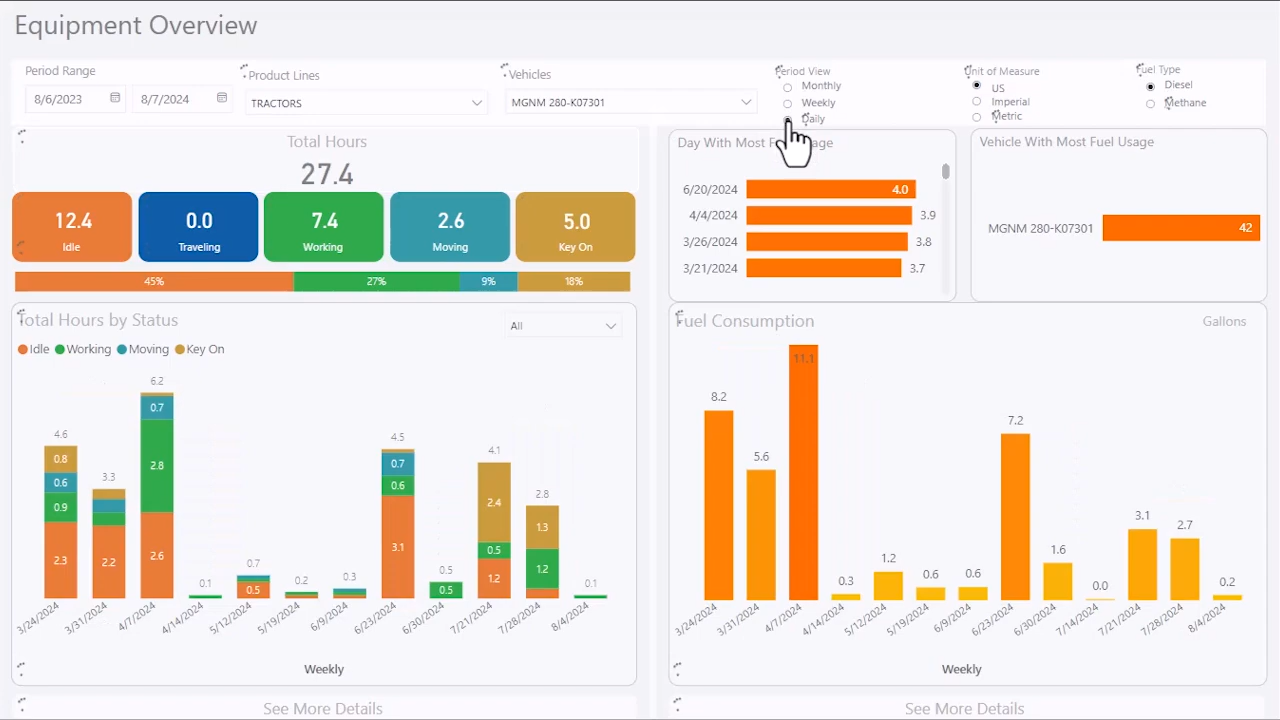 Equipment Overview
Period Range
8/6/2023
8/7/2024
Product Lines
TRACTORS
Vehicles
MGNM 280-K07301
Period View
Monthly
Weekly
Daily
Unit of Measure
US
Imperial
Metric
Fuel Type
Diesel
Methane
Total Hours
27.4
12.4
Idle
0.0
Traveling
7.4
Working
2.6
Moving
5.0
Key On
45%
27%
9%
18%
Day With Most
Vehicle With Most Fuel Usage
6/20/2024
4.0
4/4/2024
3.9
3/26/2024
3.8
3/21/2024
3.7
MGNM 280-K07301
42
Total Hours by Status
All
Idle Working Moving Key On
4.6
0.8
0.6
0.9
2.3
3.3
2.2
6.2
0.7
2.8
2.6
0.1
0.7
0.5
0.2
0.3
4.5
0.7
0.6
3.1
0.5
0.5
4.1
2.4
0.5
1.2
2.8
1.3
1.2
0.1
3/24/2024
3/31/2024
4/7/2024
4/14/2024
5/12/2024
5/19/2024
6/9/2024
6/23/2024
6/30/2024
7/21/2024
7/28/2024
8/4/2024
Weekly
Fuel Consumption
Gallons
8.2
5.6
11.1
0.3
1.2
0.6
0.6
7.2
1.6
0.0
3.1
2.7
0.2
3/24/2024
3/31/2024
4/7/2024
4/14/2024
5/12/2024
5/19/2024
6/9/2024
6/23/2024
6/30/2024
7/14/2024
7/21/2024
7/28/2024
8/4/2024
Weekly
See More Details
See More Details